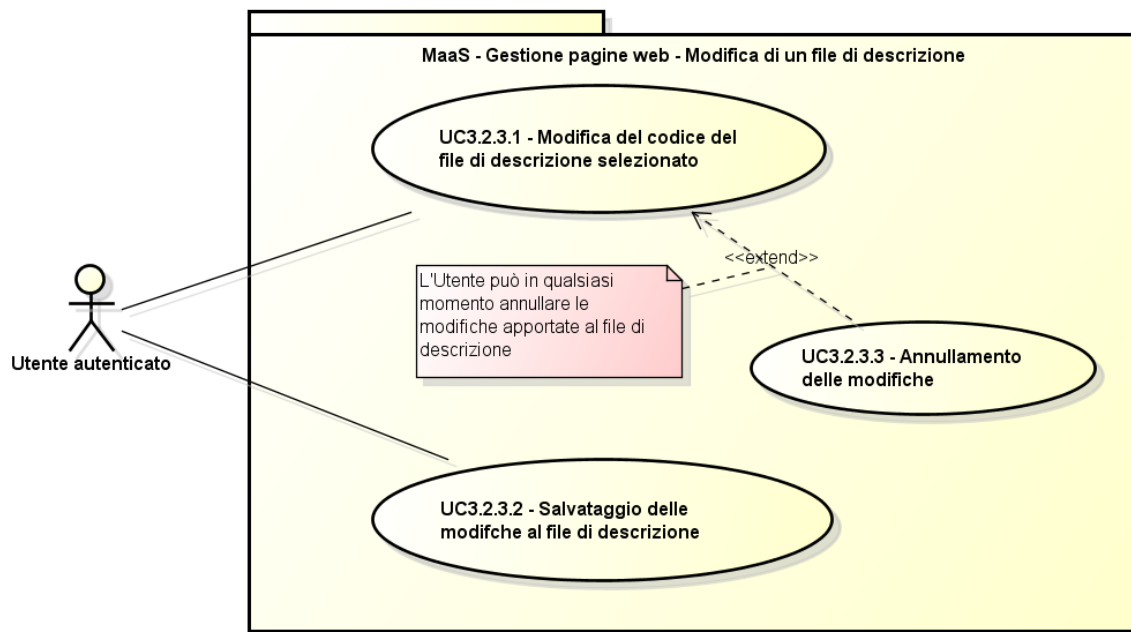 MaaS - Gestione pagine web - Modifica di un file di descrizione
UC3.2.3.1 - Modifica del codice del
file di descrizione selezionato
<<extend>>
L'Utente può in qualsiasi
momento annullare le
modifiche apportate al file di
descrizione
Utente autenticato
UC3.2.3.3 - Annullamento
delle modifiche
UC3.2.3.2 - Salvataggio delle
modifche al file di descrizione